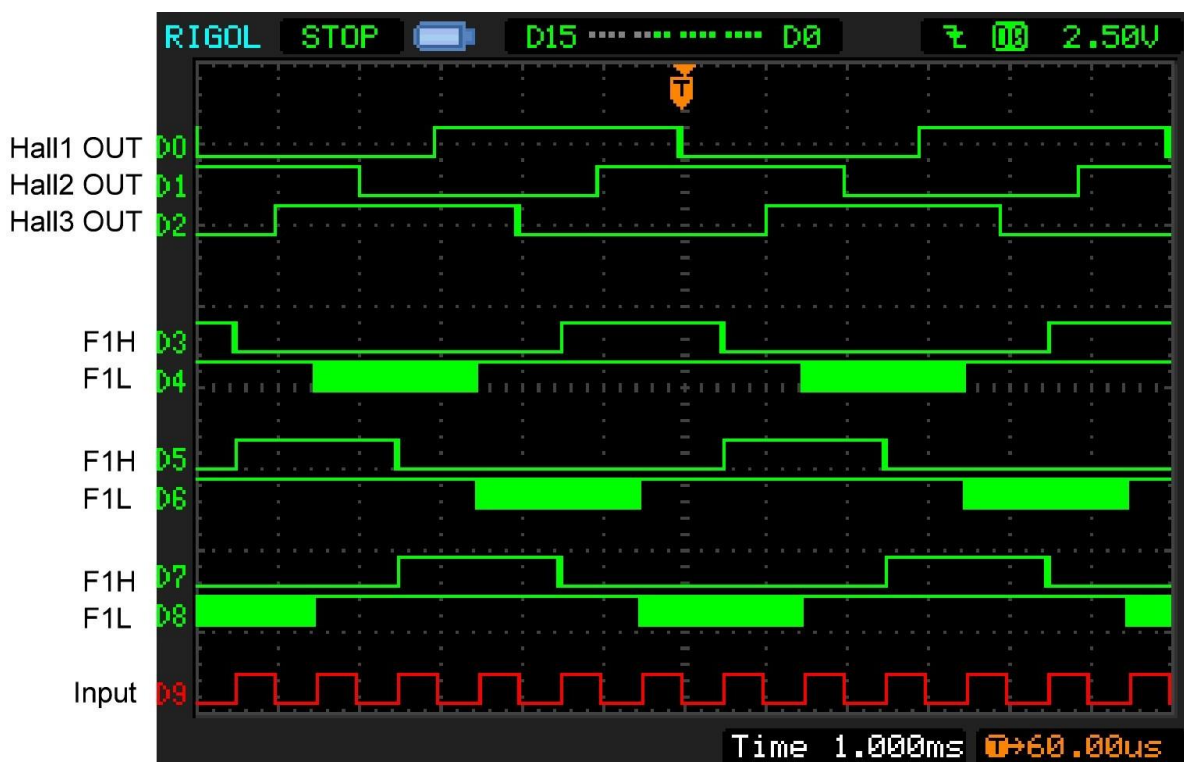 RIGOL STOP D15 D0 D9 2.50V
T
Hall1 OUT D0
Hall2 OUT D1
Hall3 OUT D2
F1H D3
F1L D4
F1H D5
F1L D6
F1H D7
F1L D8
Input D9
Time 1.000ms T→60.00us